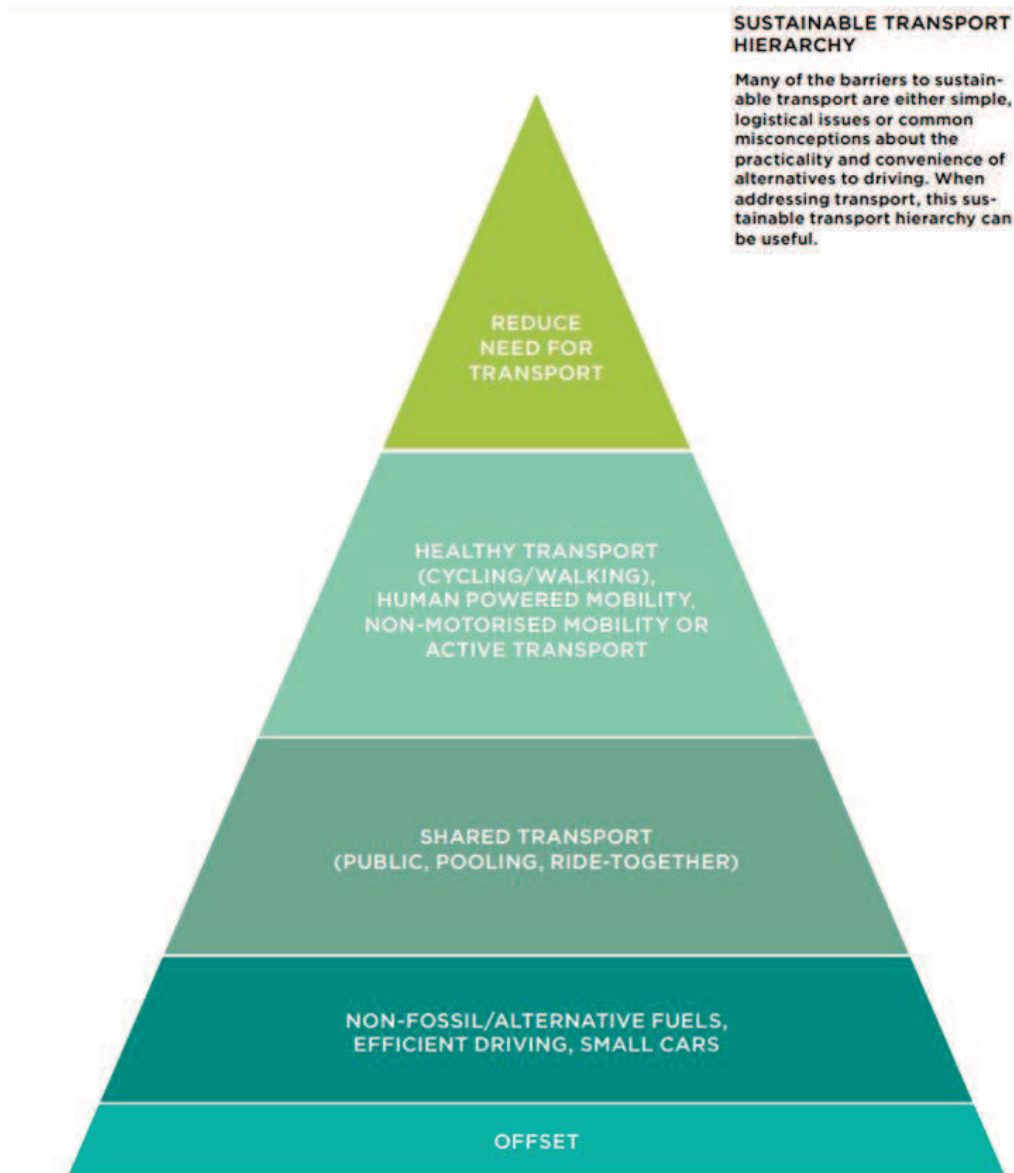 SUSTAINABLE TRANSPORT
HIERARCHY
Many of the barriers to sustain-
able transport are either simple,
logistical issues or common
misconceptions about the
practicality and convenience of
alternatives to driving. When
addressing transport, this sus-
tainable transport hierarchy can
be useful.
REDUCE
NEED FOR
TRANSPORT
HEALTHY TRANSPORT
(CYCLING/WALKING),
HUMAN POWERED MOBILITY,
NON-MOTORISED MOBILITY OR
ACTIVE TRANSPORT
SHARED TRANSPORT
(PUBLIC, POOLING, RIDE-TOGETHER)
NON-FOSSIL/ALTERNATIVE FUELS,
EFFICIENT DRIVING, SMALL CARS
OFFSET